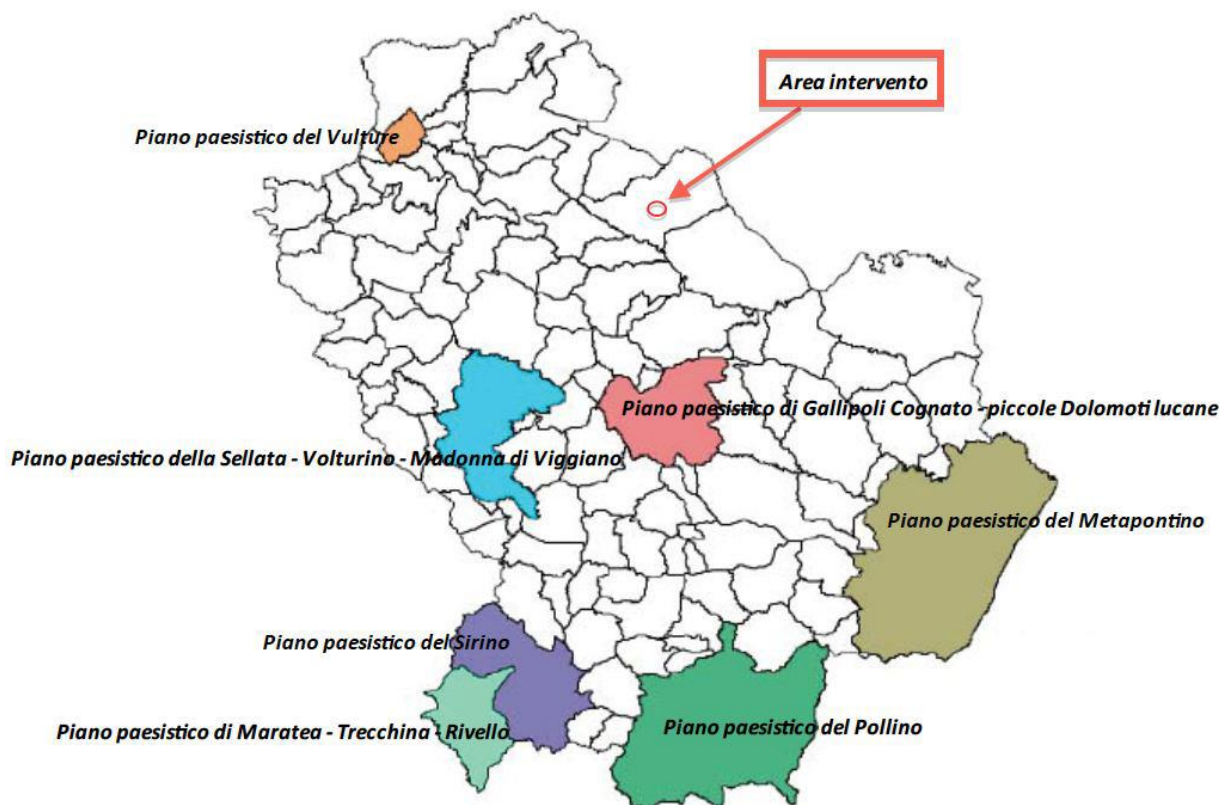 Area intervento
Piano paesistico del Vulture
Piano paesistico di Gallipoli Cognato - piccole Dolomoti lucane
Piano paesistico della Sellata - Volturino - Madonna di Viggiano
Piano paesistico del Metapontino
Piano paesistico del Sirino
Piano paesistico di Maratea - Trecchina - Rivello
Piano paesistico del Pollino